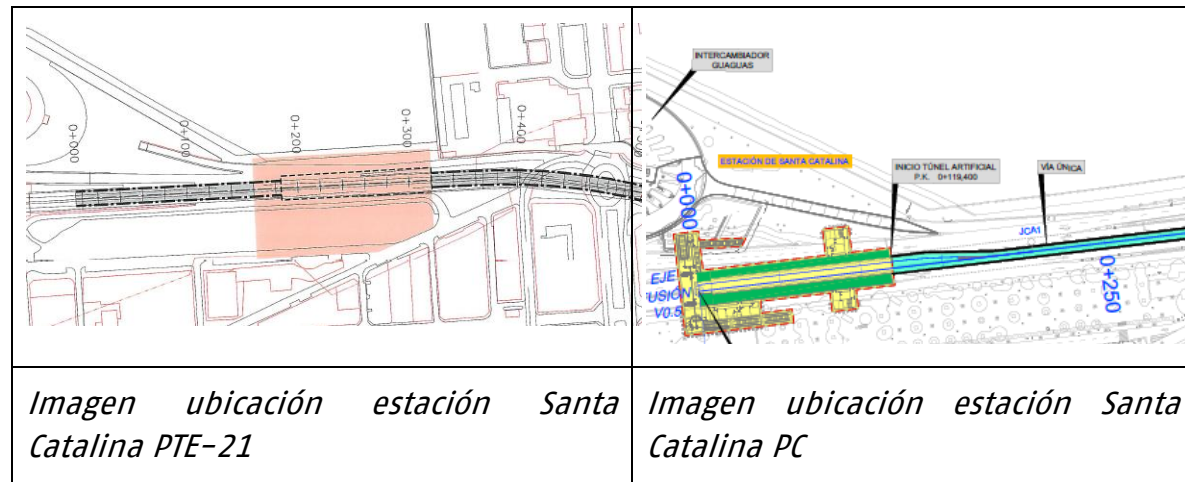 0+000
0+100
0+200
0+300
0+400
INTERCAMBIADOR
GUAGUAS
ESTACIÓN DE SANTA CATALINA
INICIO TÚNEL ARTIFICIAL
P.K. 0+119,400
VÍA ÚNICA
0+000
JCA1
EJE
USIÓN
V0.5
0+250
Imagen ubicación estación Santa
Catalina PTE-21
Imagen ubicación estación Santa
Catalina PC